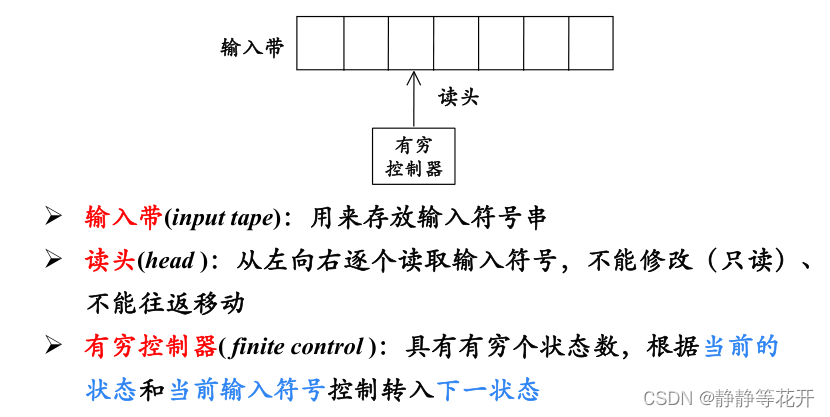 输入带
读头
有穷
控制器
➢ 输入带(input tape)：用来存放输入符号串
➢ 读头(head )：从左向右逐个读取输入符号，不能修改（只读）、
不能往返移动
➢ 有穷控制器( finite control )：具有有穷个状态数，根据当前的
状态和当前输入符号控制转入下一状态
CSDN @静静等花开